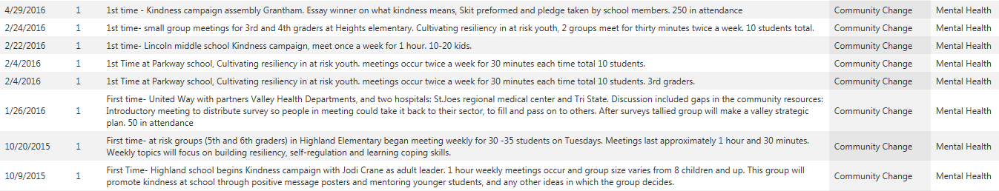 4/29/2016 1 1st time - Kindness campaign assembly Grantham. Essay winner on what kindness means, Skit preformed and pledge taken by school members. 250 in attendance Community Change Mental Health
2/24/2016 1 1st time- small group meetings for 3rd and 4th graders at Heights elementary. Cultivating resiliency in at risk youth, 2 groups meet for thirty minutes twice a week. 10 students total. Community Change Mental Health
2/22/2016 1 1st time- Lincoln middle school Kindness campaign, meet once a week for 1 hour. 10-20 kids. Community Change Mental Health
2/4/2016 1 1st Time at Parkway school, Cultivating resiliency in at risk youth. meetings occur twice a week for 30 minutes each time total 10 students. Community Change Mental Health
2/4/2016 1 1st Time at Parkway school, Cultivating resiliency in at risk youth. meetings occur twice a week for 30 minutes each time total 10 students. 3rd graders. Community Change Mental Health
First time- United Way with partners Valley Health Departments, and two hospitals: St.Joes regional medical center and Tri State. Discussion included gaps in the community resources:
1/26/2016 1 Introductory meeting to distribute survey so people in meeting could take it back to their sector, to fill and pass on to others. After surveys tallied group will make a valley strategic Community Change Mental Health
plan. 50 in attendance
10/20/2015 1 First time- at risk groups (5th and 6th graders) in Highland Elementary began meeting weekly for 30 -35 students on Tuesdays. Meetings last approximately 1 hour and 30 minutes. Community Change Mental Health
Weekly topics will focus on building resiliency, self-regulation and learning coping skills.
10/9/2015 1 First Time- Highland school begins Kindness campaign with Jodi Crane as adult leader. 1 hour weekly meetings occur and group size varies from 8 children and up. This group will Community Change Mental Health
promote kindness at school through positive message posters and mentoring younger students, and any other ideas in which the group decides.